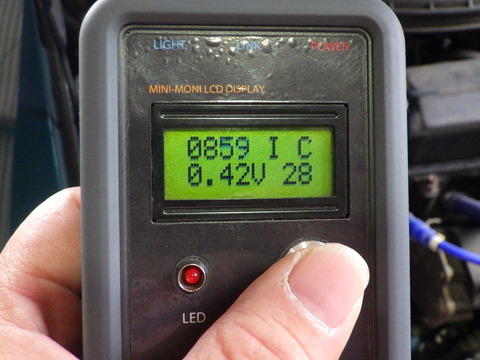 LIGHT LINK POWER
MINI-MONI LCD DISPLAY
0859 I C
0.42V 28
LED